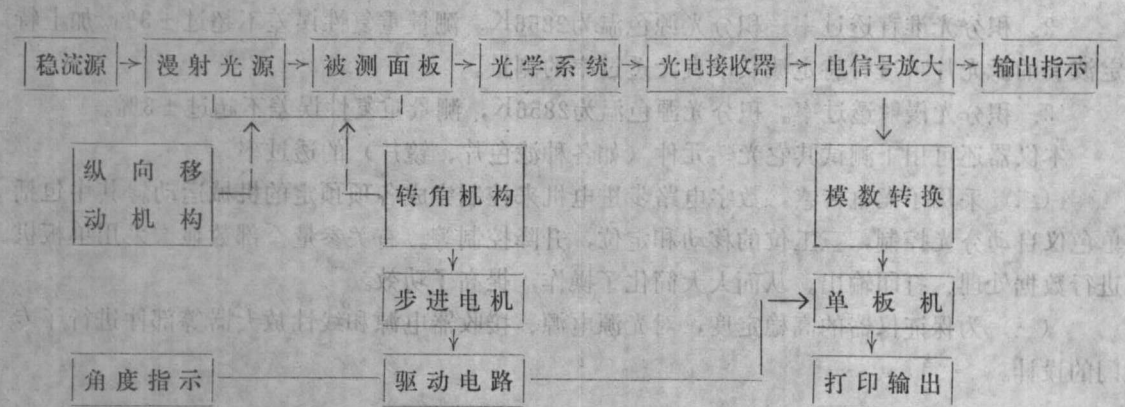 稳流源 漫射光源 被测面板 光学系统 光电接收器 电信号放大 输出指示
纵向移
动机构
转角机构 模数转换
步进电机 单板机
角度指示 驱动电路 打印输出